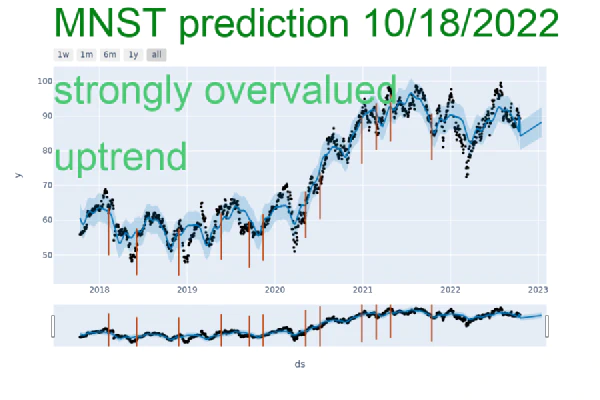 MNST prediction 10/18/2022
1w 1m 6m 1y all
strongly overvalued
uptrend
100
90
80
70
60
50
y
2018 2019 2020 2021 2022 2023
ds